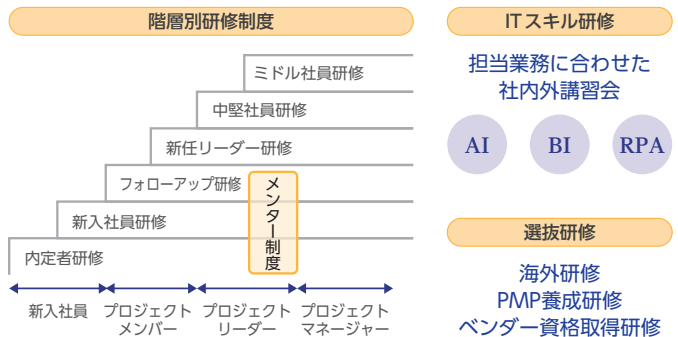 階層別研修制度
ミドル社員研修
中堅社員研修
新任リーダー研修
フォローアップ研修
新入社員研修
内定者研修
メンター制度
新入社員
プロジェクト
メンバー
プロジェクト
リーダー
プロジェクト
マネージャー
ITスキル研修
担当業務に合わせた
社内外講習会
AI
BI
RPA
選抜研修
海外研修
PMP養成研修
ベンダー資格取得研修